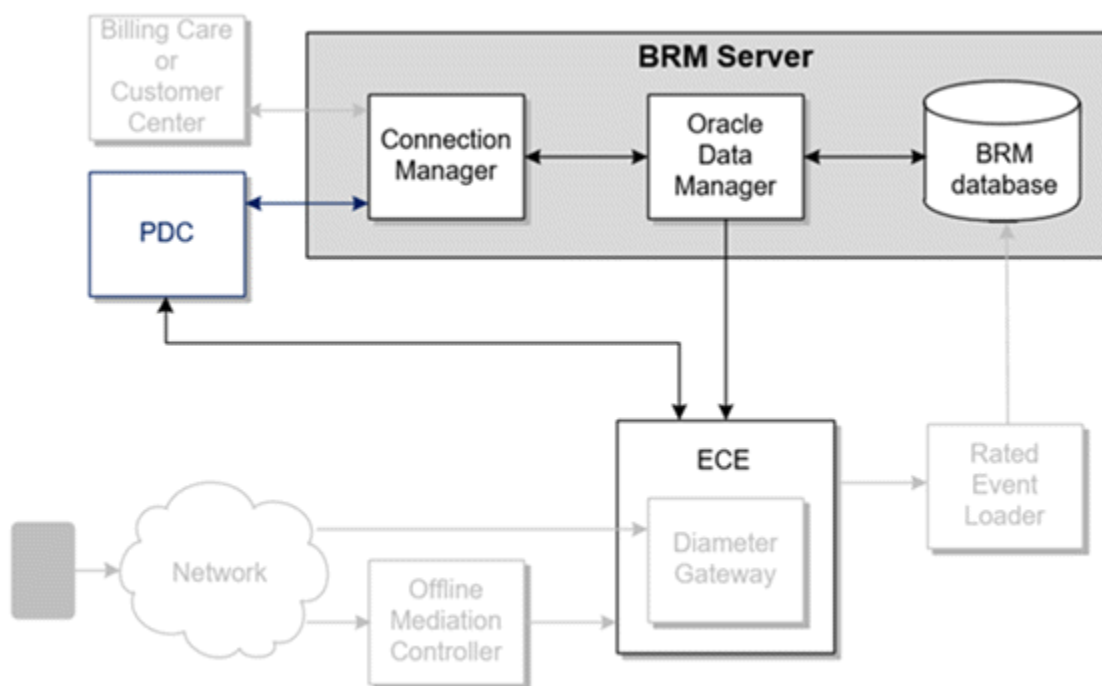 Billing Care
or
Customer
Center
BRM Server
Connection
Manager
Oracle
Data
Manager
BRM
database
PDC
ECE
Diameter
Gateway
Rated
Event
Loader
Network
Offline
Mediation
Controller